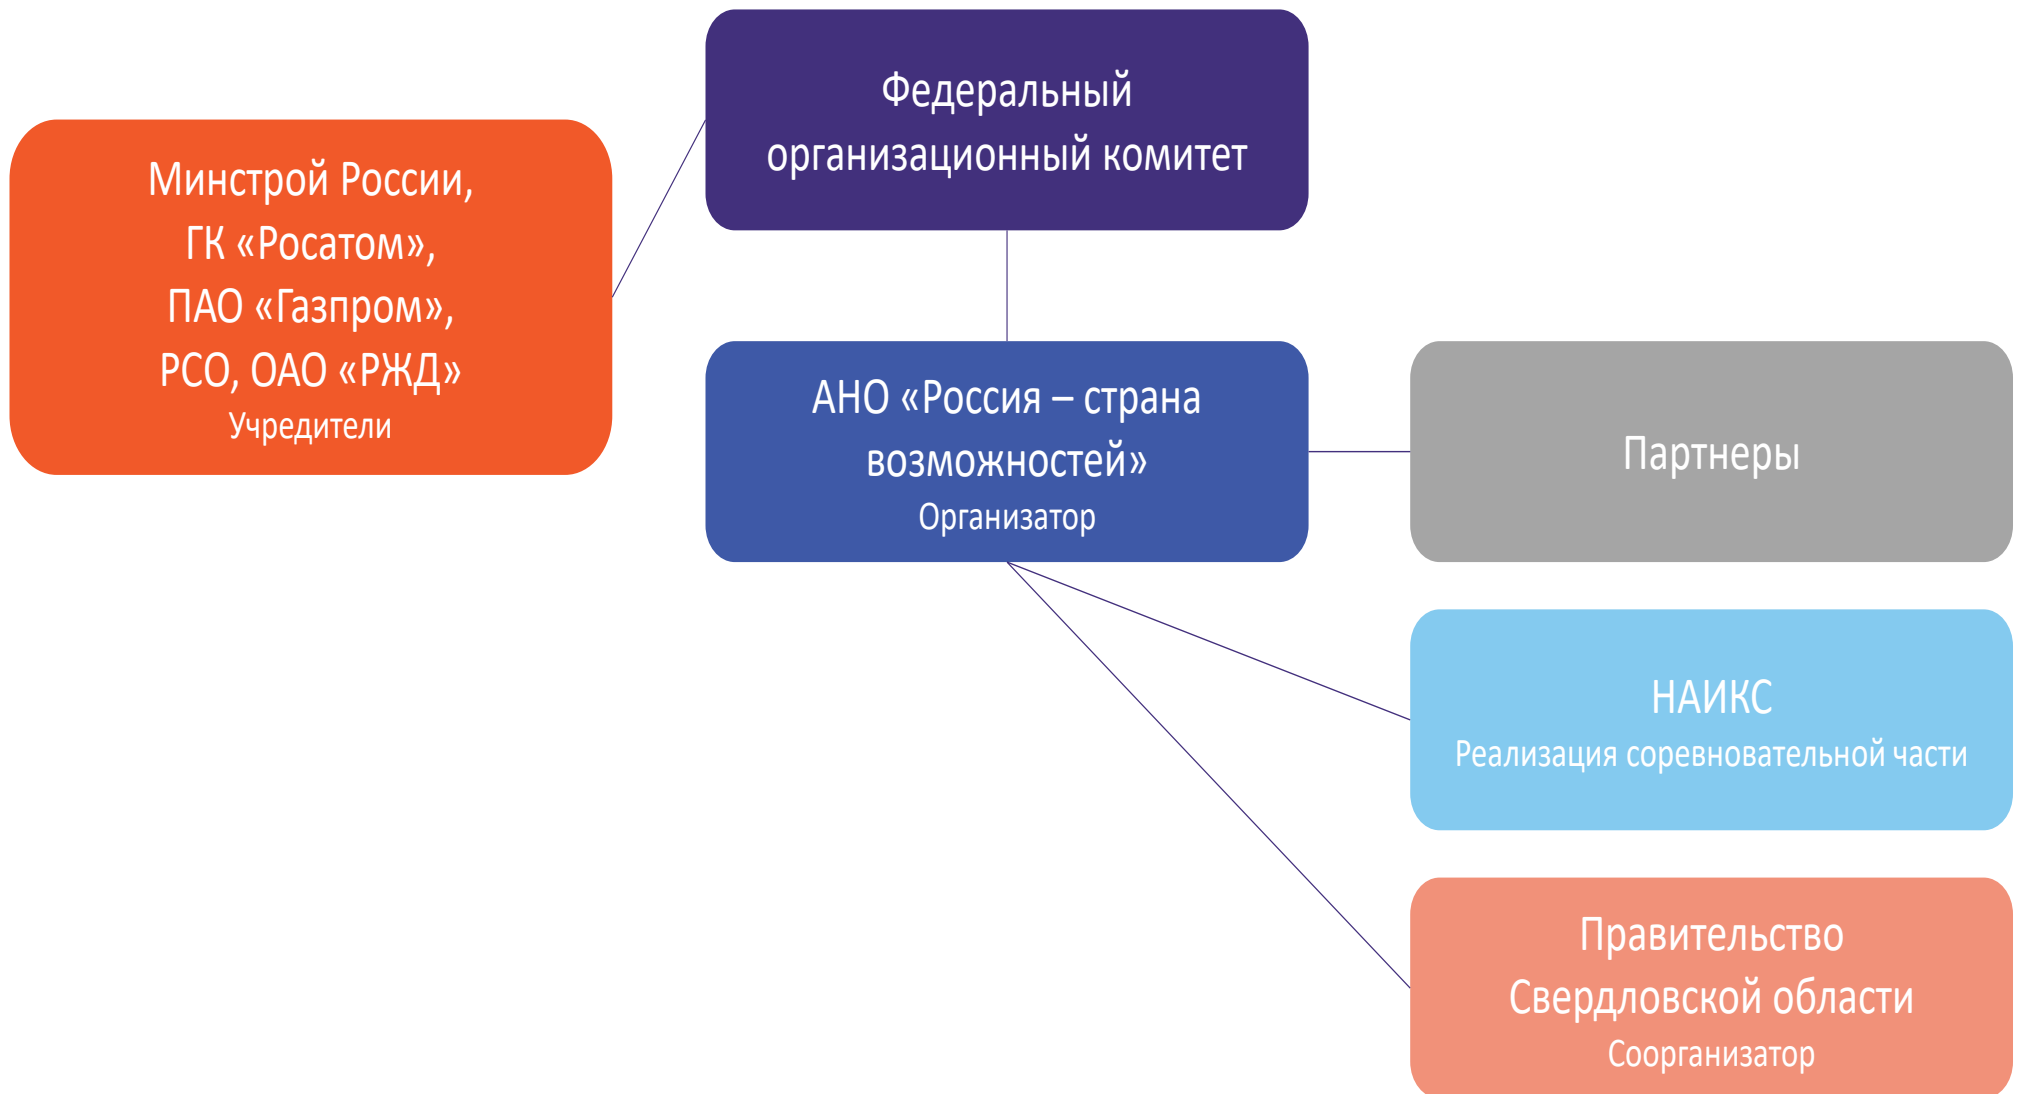 Федеральный
организационный комитет
Минстрой России,
ГК «Росатом»,
ПАО «Газпром»,
РСО, ОАО «РЖД»
Учредители
АНО «Россия – страна
возможностей»
Организатор
Партнеры
НАИКС
Реализация соревновательной части
Правительство
Свердловской области
Соорганизатор